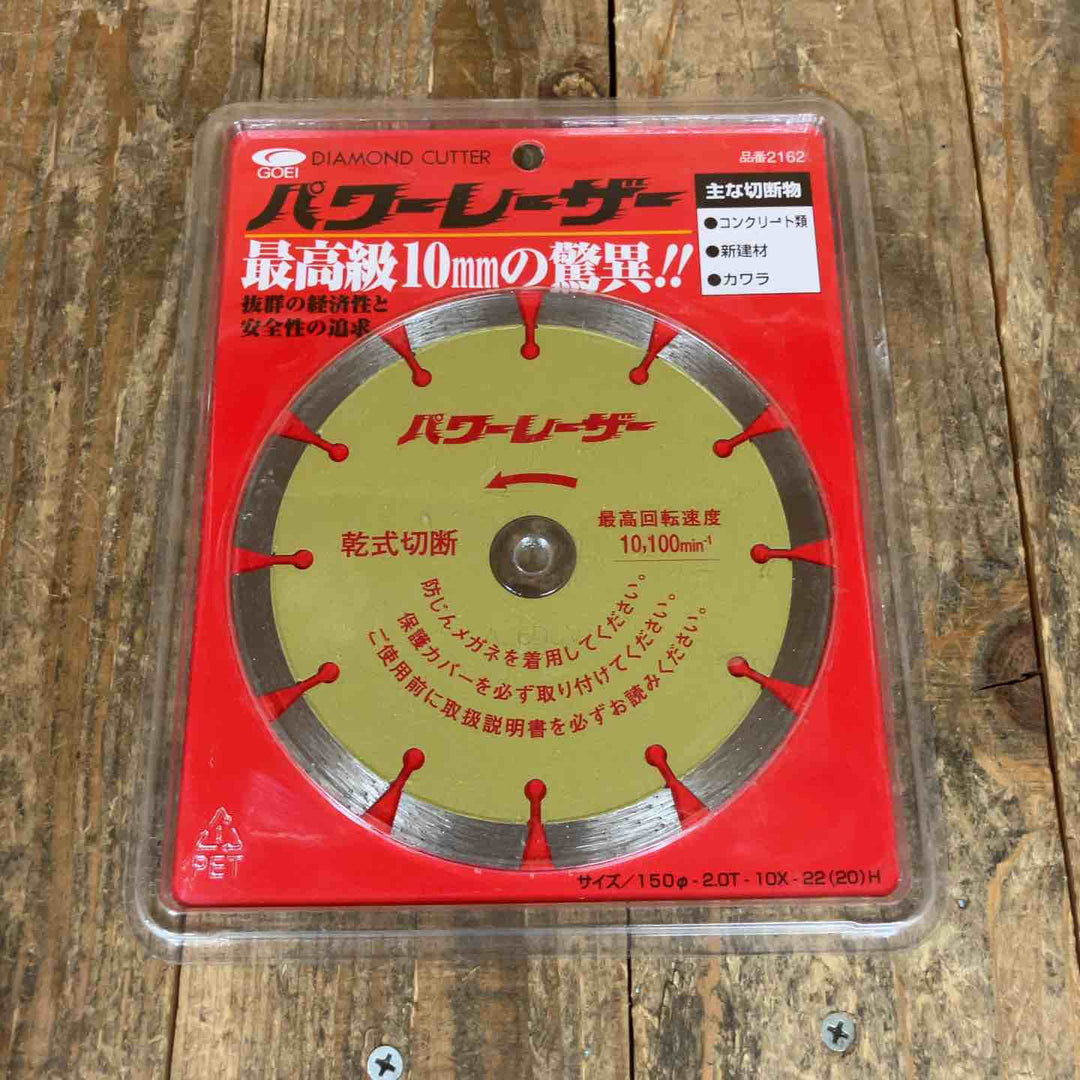 DIAMOND CUTTER
GOEI
品番2162
パワーレーザー
最高級10mmの驚異!!
抜群の経済性と
安全性の追求
主な切断物
●コンクリート類
●新建材
●カワラ
パワーレーザー
乾式切断
最高回転速度
10,100min⁻¹
防じんメガネを着用してください。
保護カバーを必ず取り付けてください。
ご使用前に取扱説明書を必ずお読みください。
1
PET
サイズ/150φ-2.0T-10X-22(20)H